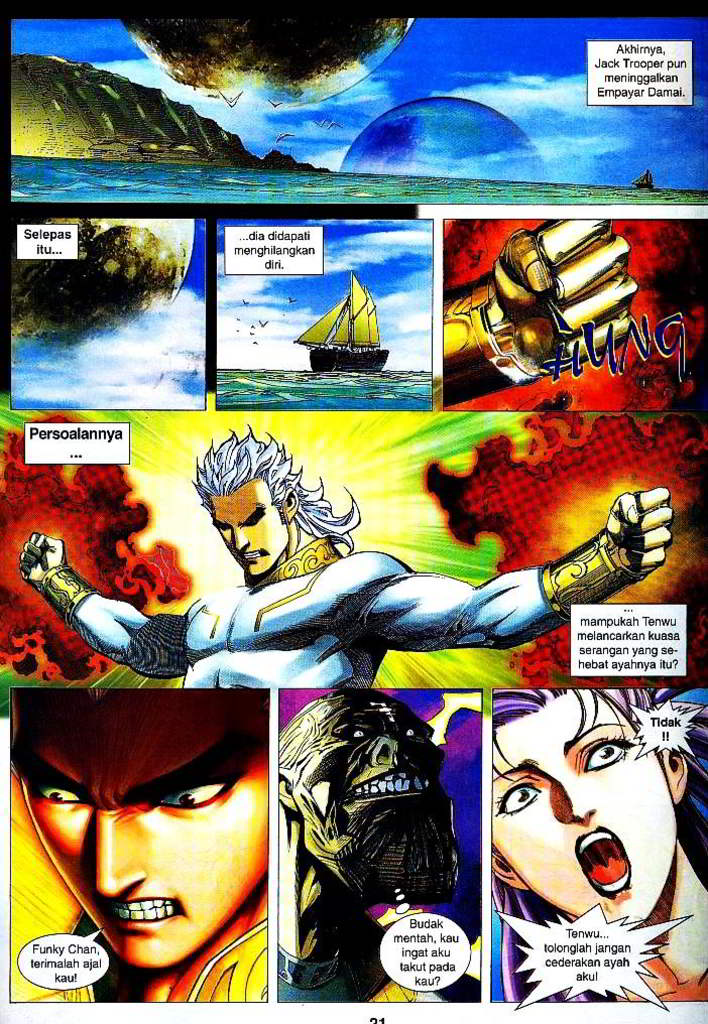 Akhirnya,
Jack Trooper pun
meninggalkan
Empayar Damai.
Selepas
itu...
...dia didapati
menghilangkan
diri.
HUNG
Persoalannya
...
...
mampukah Tenwu
melancarkan kuasa
serangan yang se-
hebat ayahnya itu?
Funky Chan,
terimalah ajal
kau!
Budak
mentah, kau
ingat aku
takut pada
kau?
Tidak
!!
Tenwu...
tolonglah jangan
cederakan ayah
aku!
31